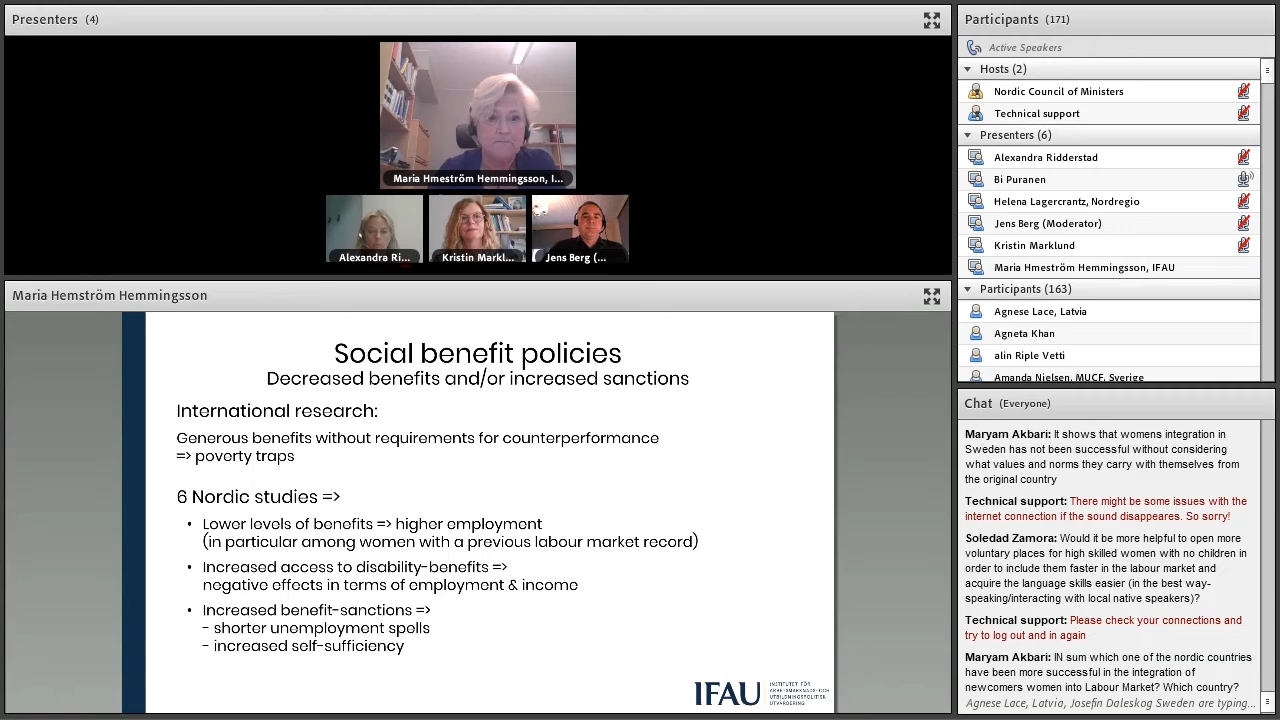 Presenters (4)
Maria Hmeström Hemmingsson, I...
Alexandra Ri...
Kristin Markl...
Jens Berg (...
Maria Hemström Hemmingsson
Social benefit policies
Decreased benefits and/or increased sanctions
International research:
Generous benefits without requirements for counterperformance
=> poverty traps
6 Nordic studies =>
• Lower levels of benefits => higher employment
(in particular among women with a previous labour market record)
• Increased access to disability-benefits =>
negative effects in terms of employment & income
• Increased benefit-sanctions =>
- shorter unemployment spells
- increased self-sufficiency
IFAU
INSTITUTET FÖR
ARBETSMARKNADS- OCH
UTBILDNINGSPOLITISK
UTVÄRDERING
Participants (171)
Active Speakers
Hosts (2)
Nordic Council of Ministers
Technical support
Presenters (6)
Alexandra Ridderstad
Bi Puranen
Helena Lagercrantz, Nordregio
Jens Berg (Moderator)
Kristin Marklund
Maria Hmeström Hemmingsson, IFAU
Participants (163)
Agnese Lace, Latvia
Agneta Khan
alin Riple Vetti
Amanda Nielsen, MUCF, Sverige
Chat (Everyone)
Maryam Akbari: It shows that womens integration in
Sweden has not been successful without considering
what values and norms they carry with themselves from
the original country
Technical support: There might be some issues with the
internet connection if the sound disappeares. So sorry!
Soledad Zamora: Would it be more helpful to open more
voluntary places for high skilled women with no children in
order to include them faster in the labour market and
acquire the language skills easier (in the best way-
speaking/interacting with local native speakers)?
Technical support: Please check your connections and
try to log out and in again
Maryam Akbari: IN sum which one of the nordic countries
have been more successful in the integration of
newcomers women into Labour Market? Which country?
Agnese Lace, Latvia, Josefin Daleskog Sweden are typing...